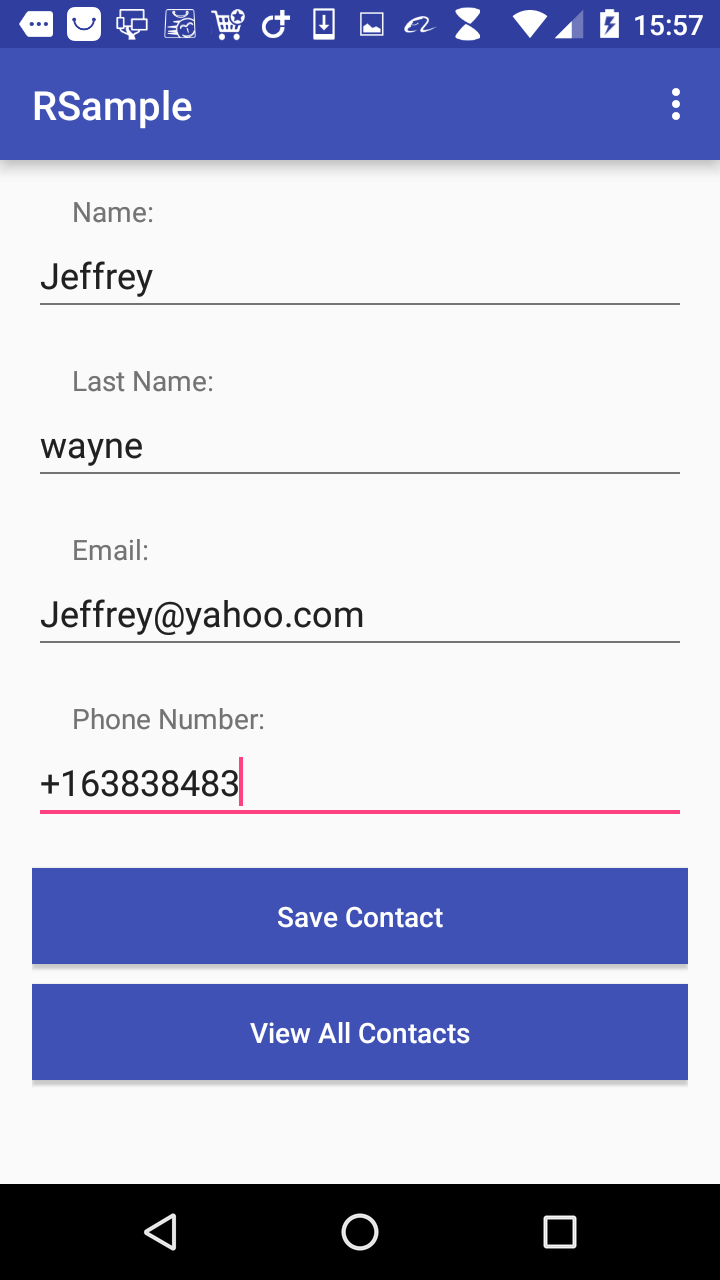 15:57
RSample
Name:
Jeffrey
Last Name:
wayne
Email:
Jeffrey@yahoo.com
Phone Number:
+163838483
Save Contact
View All Contacts